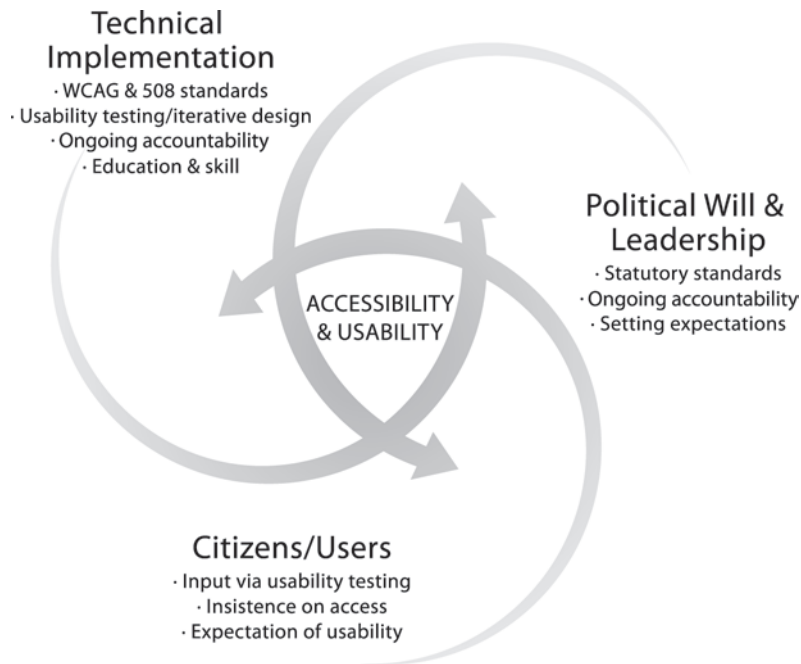 Technical
Implementation
· WCAG & 508 standards
· Usability testing/iterative design
· Ongoing accountability
· Education & skill
Political Will &
Leadership
· Statutory standards
· Ongoing accountability
· Setting expectations
ACCESSIBILITY
& USABILITY
Citizens/Users
· Input via usability testing
· Insistence on access
· Expectation of usability